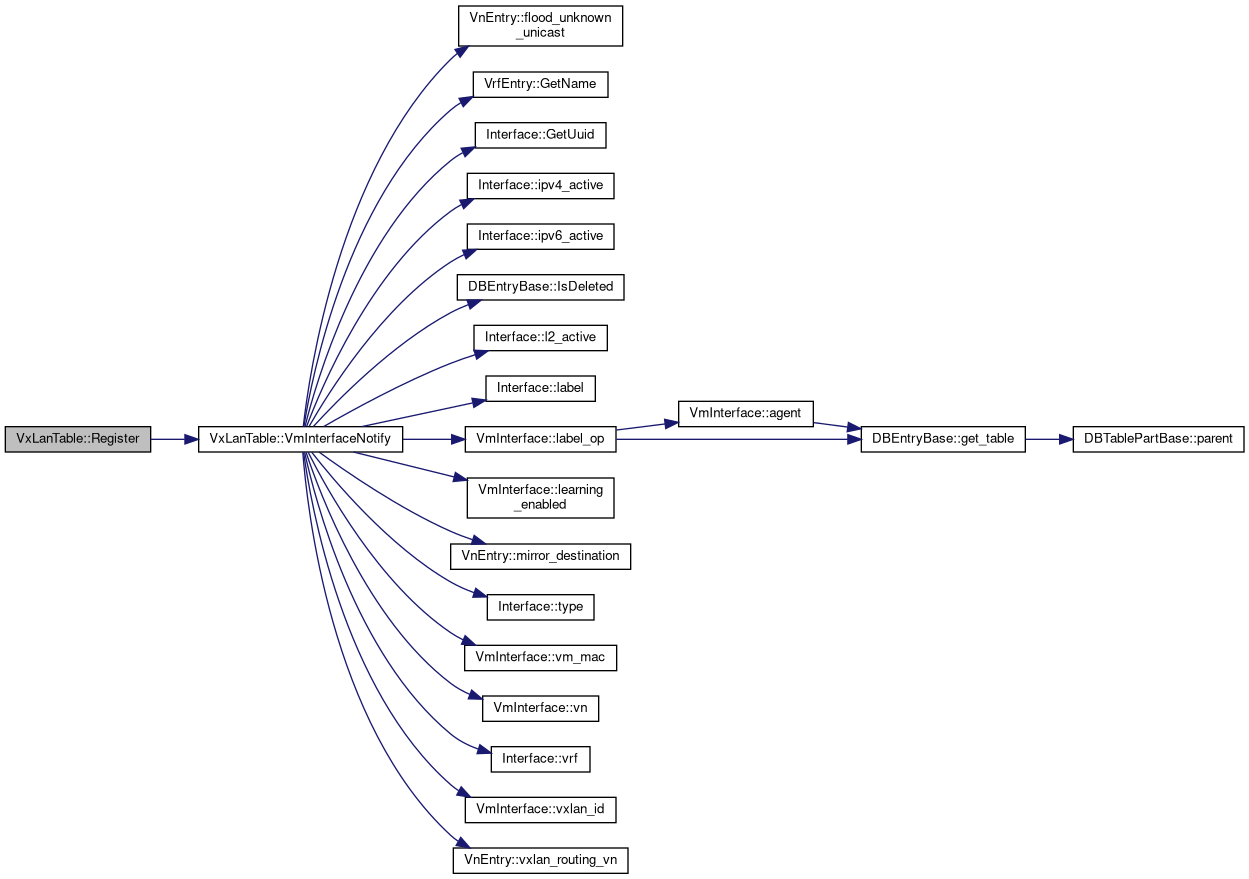 VnEntry::flood_unknown
_unicast
VrfEntry::GetName
Interface::GetUuid
Interface::ipv4_active
Interface::ipv6_active
DBEntryBase::IsDeleted
Interface::l2_active
Interface::label
VxLanTable::Register
VxLanTable::VmInterfaceNotify
VmInterface::label_op
VmInterface::agent
DBEntryBase::get_table
DBTablePartBase::parent
VmInterface::learning
_enabled
VnEntry::mirror_destination
Interface::type
VmInterface::vm_mac
VmInterface::vn
Interface::vrf
VmInterface::vxlan_id
VnEntry::vxlan_routing_vn